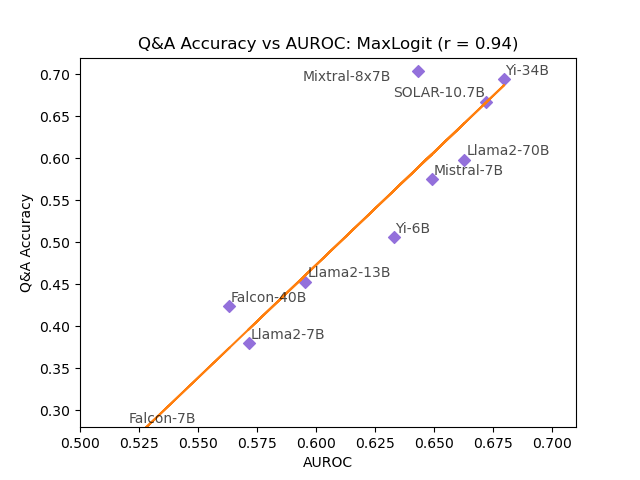 Q&A Accuracy vs AUROC: MaxLogit (r = 0.94)
0.70
0.65
0.60
0.55
0.50
0.45
0.40
0.35
0.30
Q&A Accuracy
Mixtral-8x7B
Yi-34B
SOLAR-10.7B
Llama2-70B
Mistral-7B
Yi-6B
Llama2-13B
Falcon-40B
Llama2-7B
Falcon-7B
0.500 0.525 0.550 0.575 0.600 0.625 0.650 0.675 0.700
AUROC